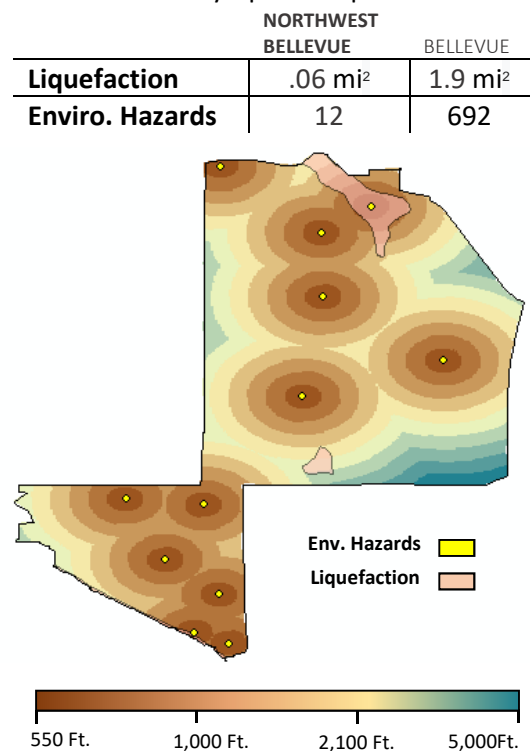 NORTHWEST
BELLEVUE BELLEVUE
Liquefaction .06 mi² 1.9 mi²
Enviro. Hazards 12 692
Env. Hazards
Liquefaction
550 Ft. 1,000 Ft. 2,100 Ft. 5,000Ft.